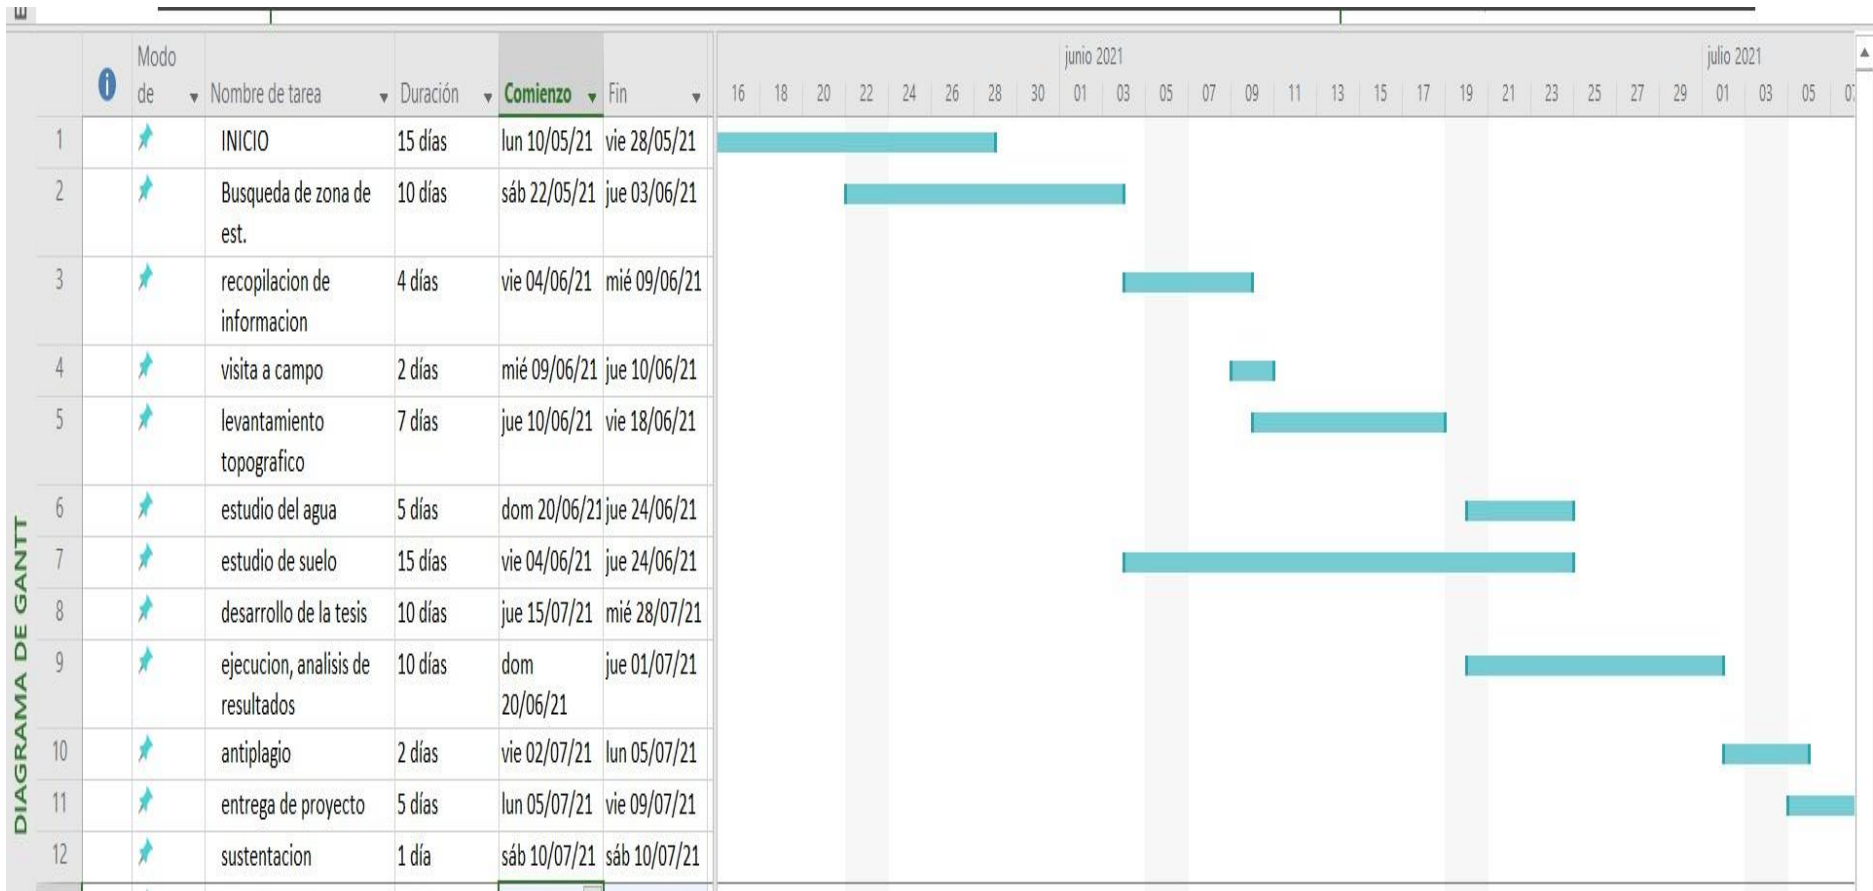 DIAGRAMA DE GANTT
Modo de
Nombre de tarea
Duración
Comienzo
Fin
junio 2021
julio 2021
16 18 20 22 24 26 28 30 01 03 05 07 09 11 13 15 17 19 21 23 25 27 29 01 03 05
1 INICIO 15 días lun 10/05/21 vie 28/05/21
2 Busqueda de zona de 10 días sáb 22/05/21 jue 03/06/21
est.
3 recopilacion de 4 días vie 04/06/21 mié 09/06/21
informacion
4 visita a campo 2 días mié 09/06/21 jue 10/06/21
5 levantamiento 7 días jue 10/06/21 vie 18/06/21
topografico
6 estudio del agua 5 días dom 20/06/21 jue 24/06/21
7 estudio de suelo 15 días vie 04/06/21 jue 24/06/21
8 desarrollo de la tesis 10 días jue 15/07/21 mié 28/07/21
9 ejecucion, analisis de 10 días dom jue 01/07/21
resultados 20/06/21
10 antiplagio 2 días vie 02/07/21 lun 05/07/21
11 entrega de proyecto 5 días lun 05/07/21 vie 09/07/21
12 sustentacion 1 día sáb 10/07/21 sáb 10/07/21